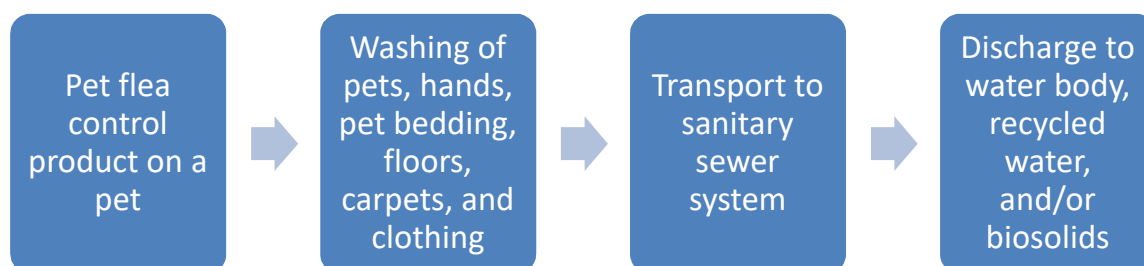 Pet flea
control
product on a
pet
Washing of
pets, hands,
pet bedding,
floors,
carpets, and
clothing
Transport to
sanitary
sewer
system
Discharge to
water body,
recycled
water,
and/or
biosolids